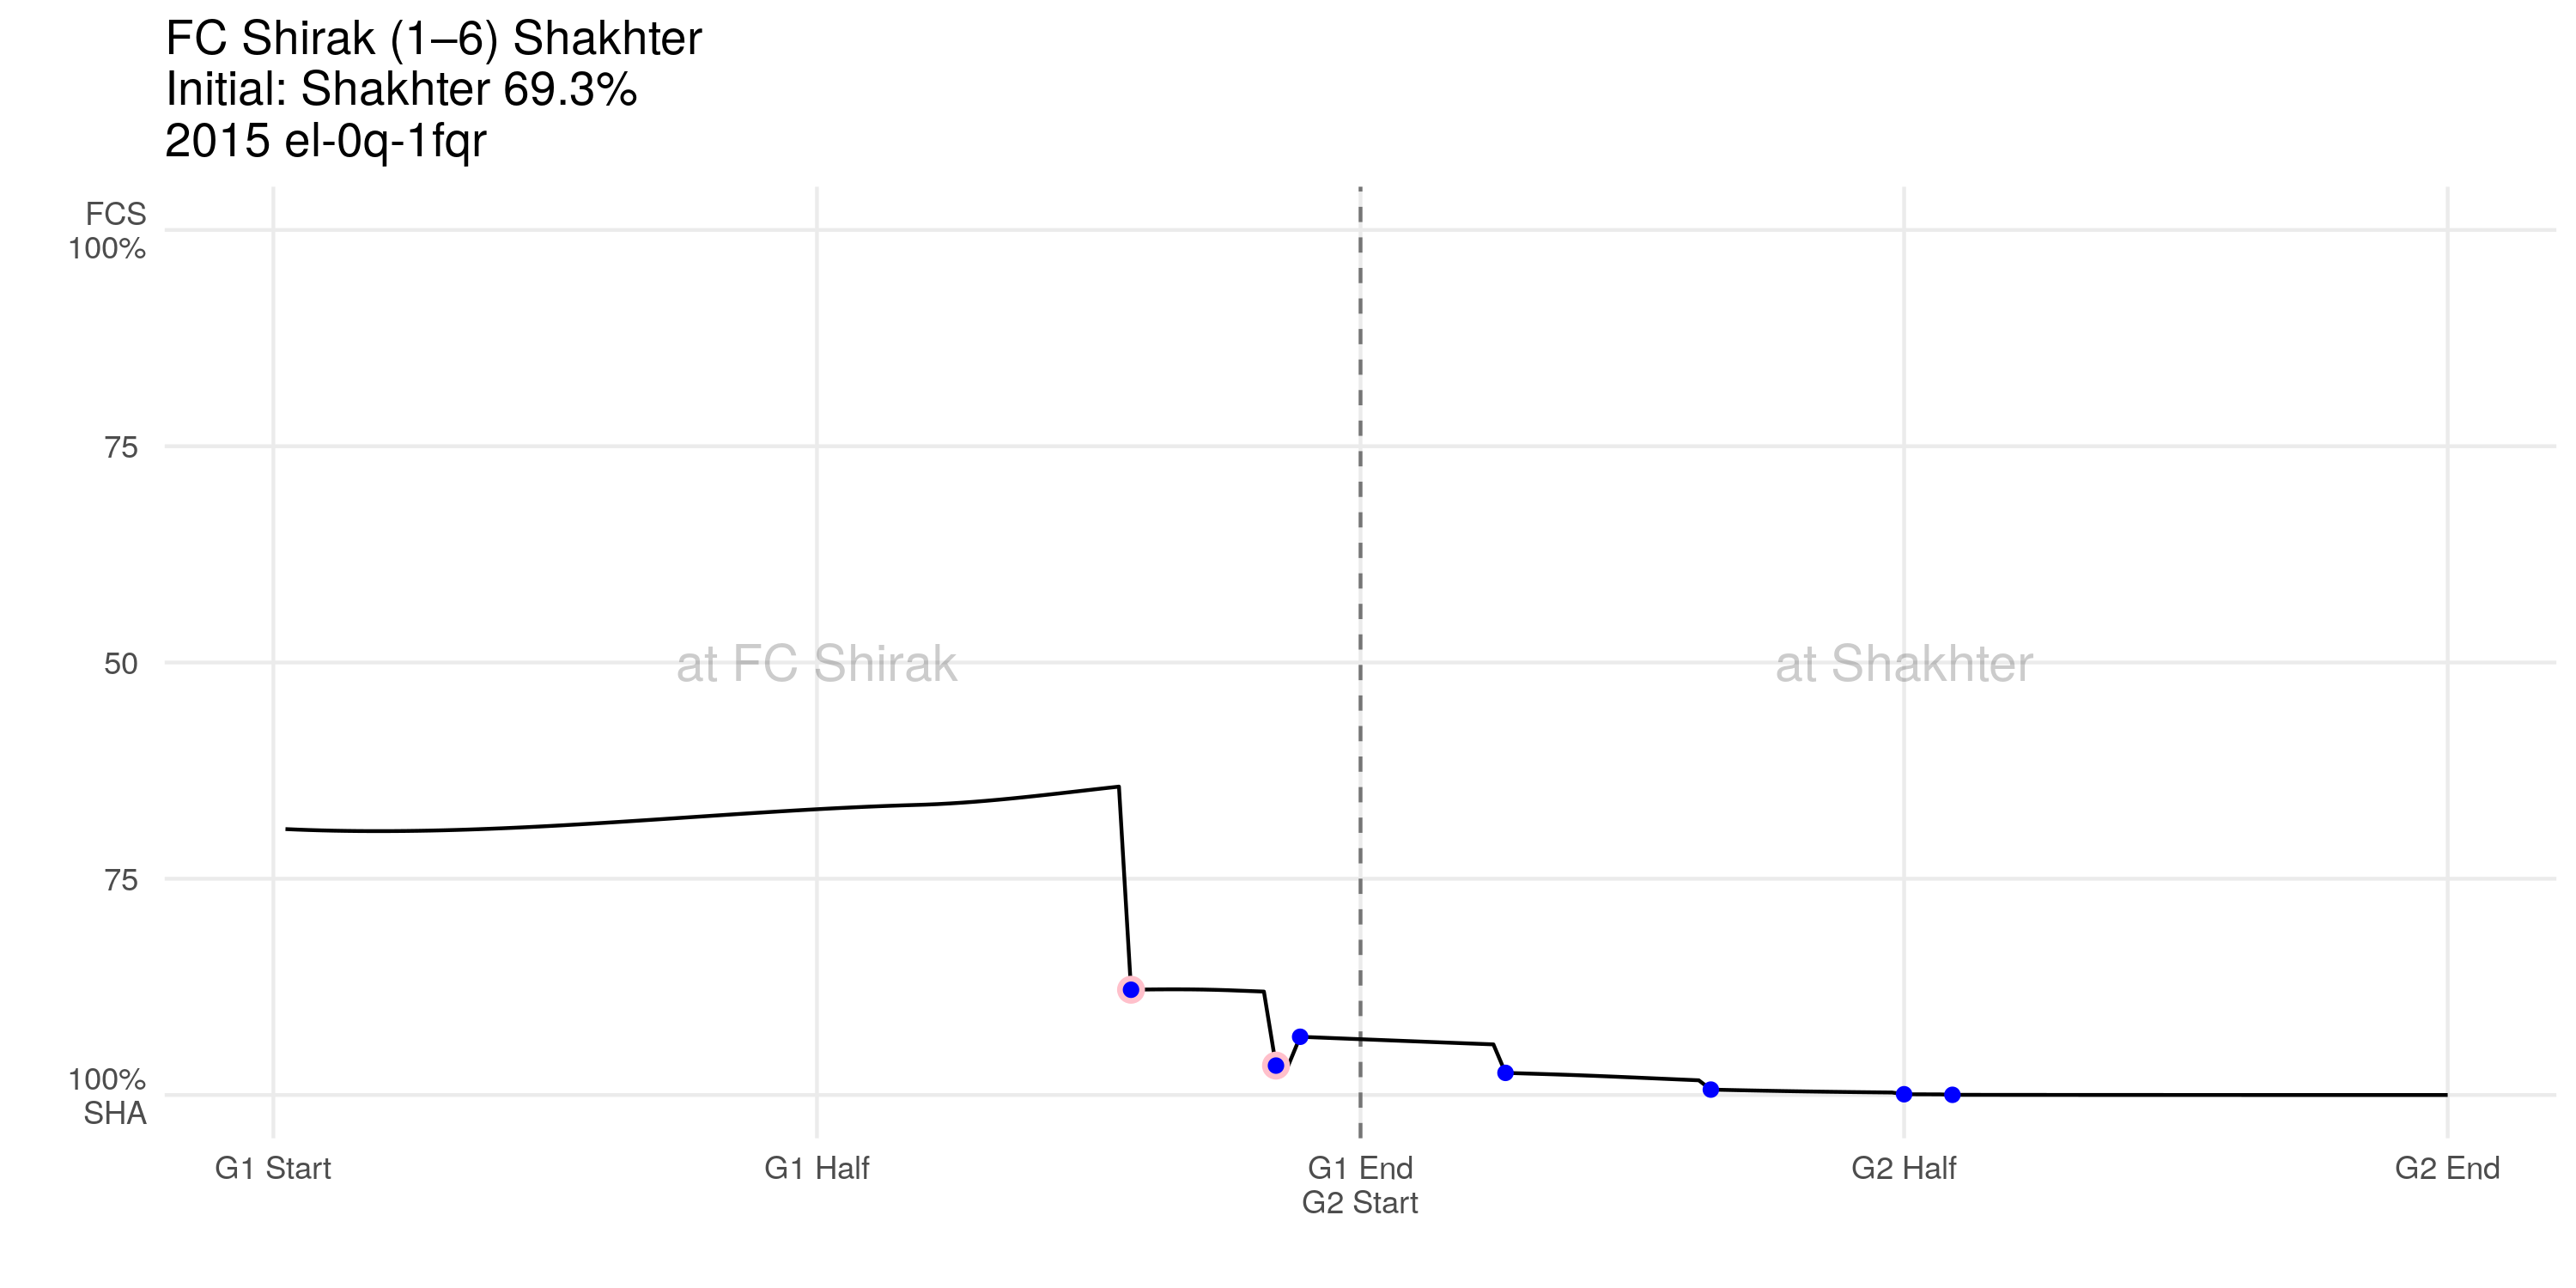 FC Shirak (1–6) Shakhter
Initial: Shakhter 69.3%
2015 el-0q-1fqr
FCS
100%
75
50
75
100%
SHA
at FC Shirak
at Shakhter
G1 Start
G1 Half
G1 End
G2 Start
G2 Half
G2 End